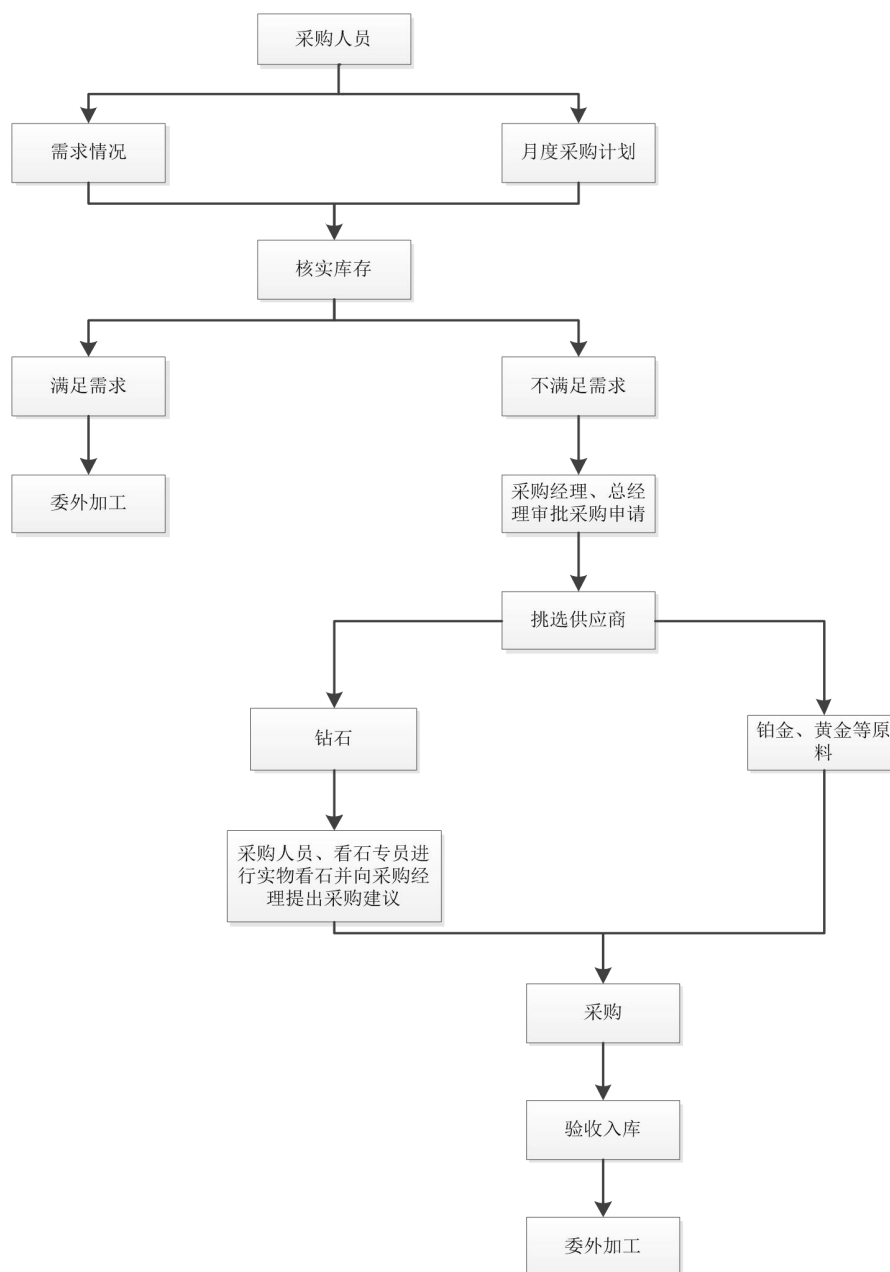 采购人员
需求情况
月度采购计划
核实库存
满足需求
不满足需求
委外加工
采购经理、总经
理审批采购申请
挑选供应商
钻石
铂金、黄金等原
料
采购人员、看石专员进
行实物看石并向采购经
理提出采购建议
采购
验收入库
委外加工